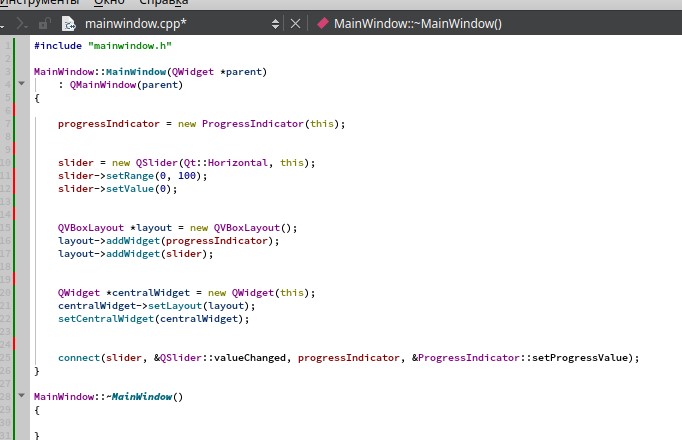 Инструменты Окно Справка
mainwindow.cpp* MainWindow::~MainWindow()
1 #include "mainwindow.h"
2
3 MainWindow::MainWindow(QWidget *parent)
4 : QMainWindow(parent)
5 {
6
7 progressIndicator = new ProgressIndicator(this);
8
9
10 slider = new QSlider(Qt::Horizontal, this);
11 slider->setRange(0, 100);
12 slider->setValue(0);
13
14
15 QVBoxLayout *layout = new QVBoxLayout();
16 layout->addWidget(progressIndicator);
17 layout->addWidget(slider);
18
19
20 QWidget *centralWidget = new QWidget(this);
21 centralWidget->setLayout(layout);
22 setCentralWidget(centralWidget);
23
24
25 connect(slider, &QSlider::valueChanged, progressIndicator, &ProgressIndicator::setProgressValue);
26 }
27
28 MainWindow::~MainWindow()
29 {
30
31 }